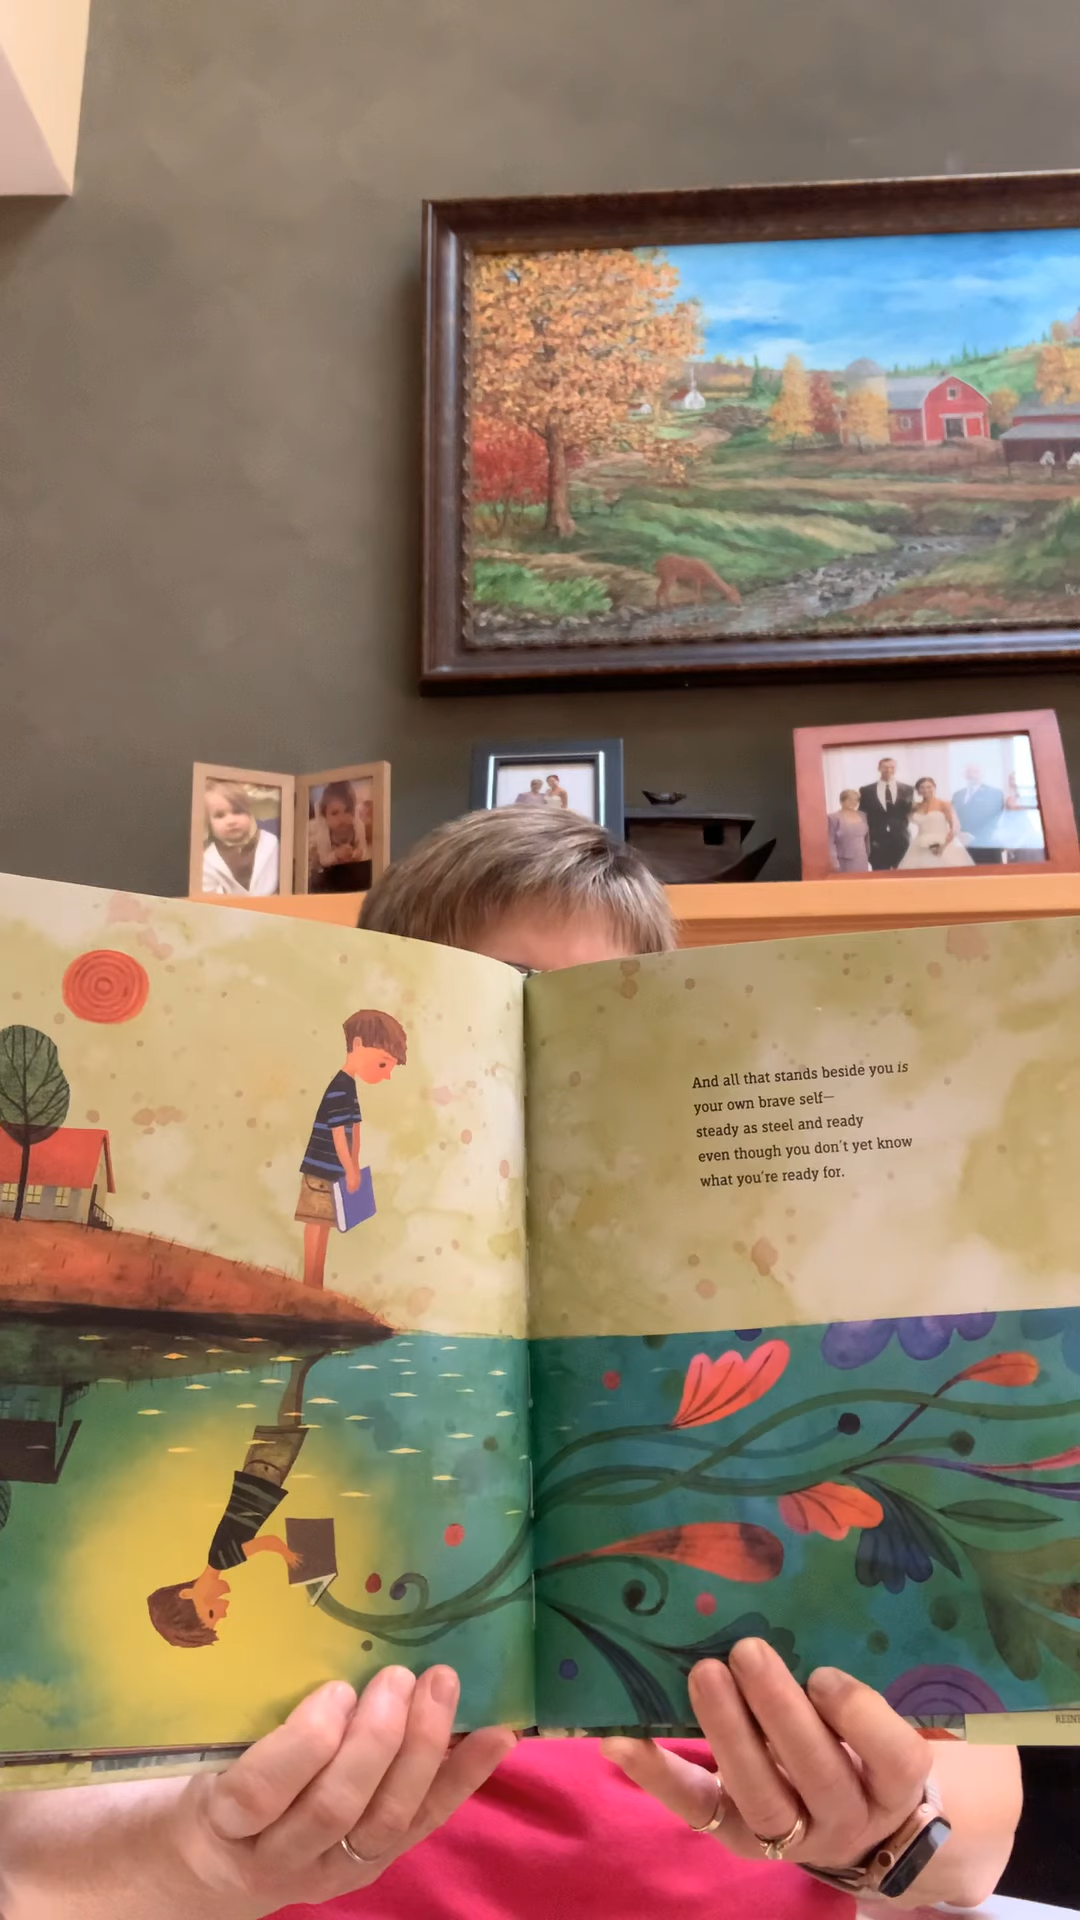 And all that stands beside you is
your own brave self—
steady as steel and ready
even though you don't yet know
what you're ready for.